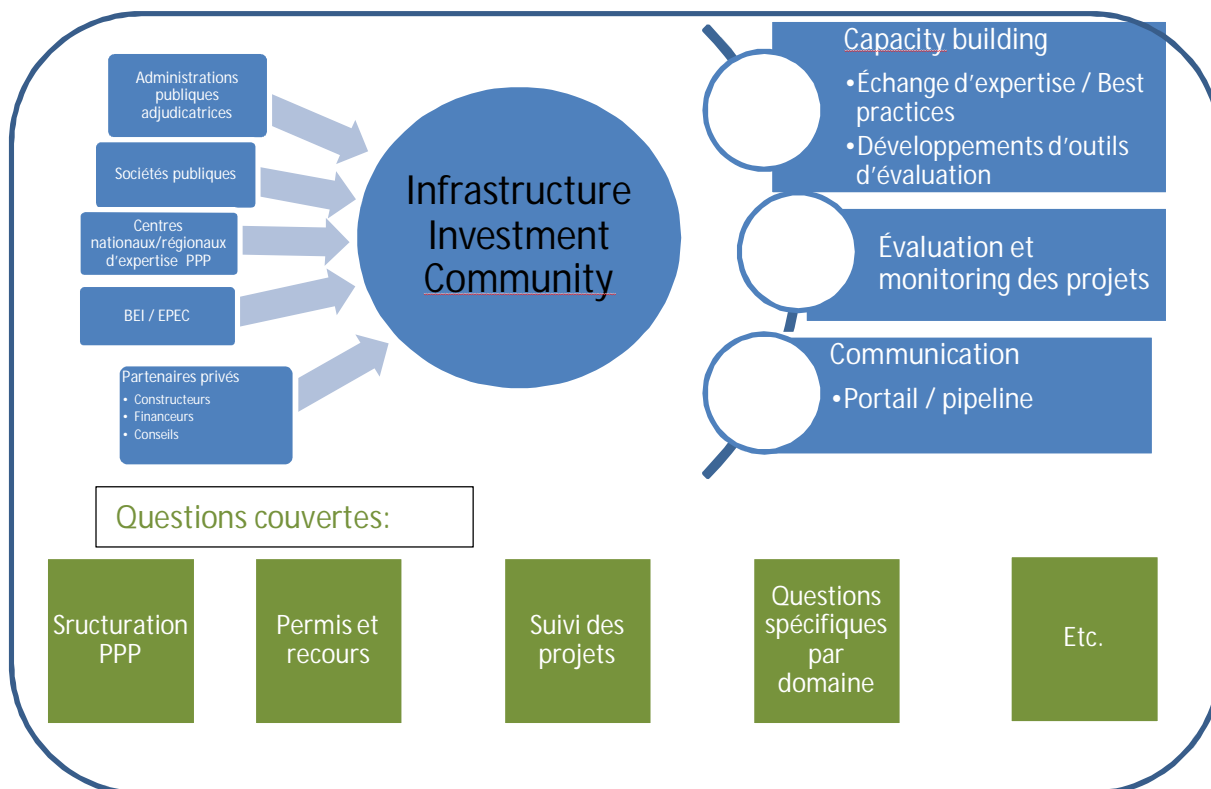 Administrations
publiques
adjudicatrices
Sociétés publiques
Centres
nationaux/régionaux
d'expertise PPP
BEI / EPEC
Partenaires privés
• Constructeurs
• Financeurs
• Conseils
Infrastructure
Investment
Community
Capacity building
•Échange d'expertise / Best
practices
•Développements d'outils
d'évaluation
Évaluation et
monitoring des projets
Communication
•Portail / pipeline
Questions couvertes:
Sructuration
PPP
Permis et
recours
Suivi des
projets
Questions
spécifiques
par
domaine
Etc.